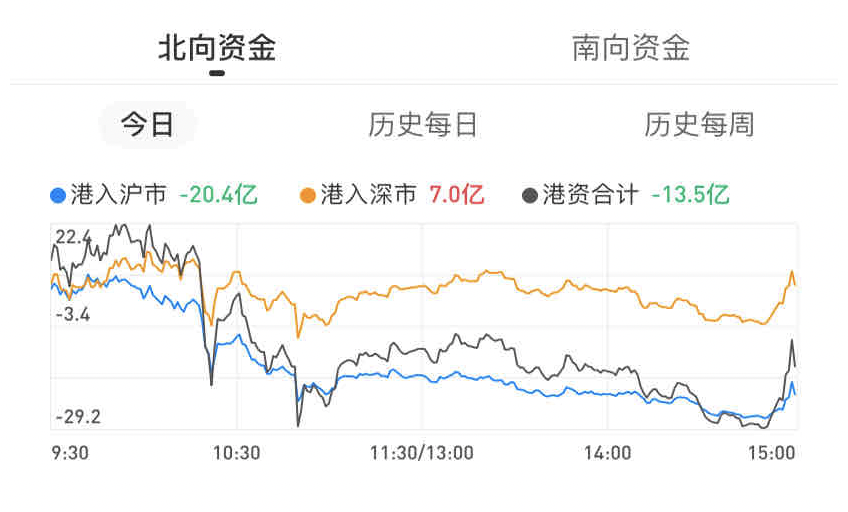 北向资金 南向资金
今日 历史每日 历史每周
港入沪市 -20.4亿 港入深市 7.0亿 港资合计 -13.5亿
22.4
-3.4
-29.2
9:30 10:30 11:30/13:00 14:00 15:00